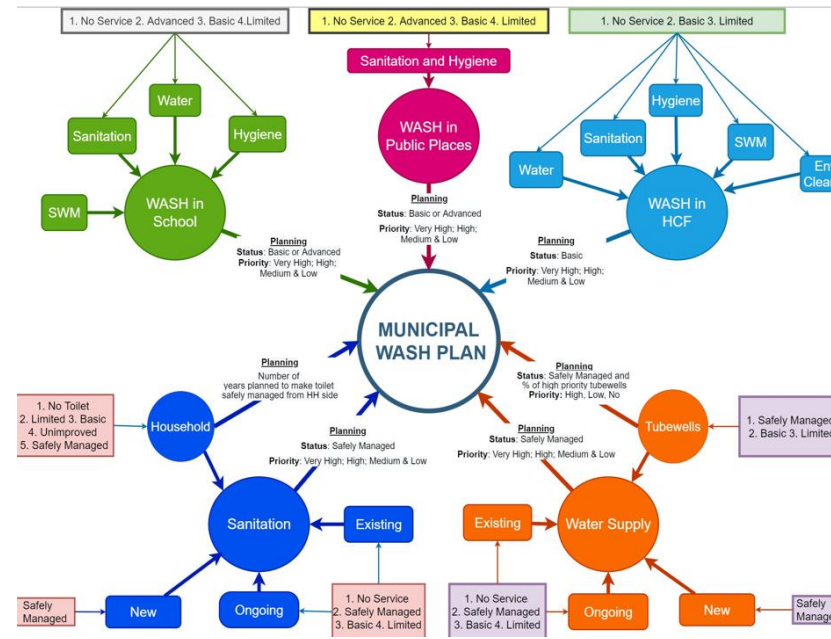 1. No Service 2. Advanced 3. Basic 4.Limited
1. No Service 2. Advanced 3. Basic 4. Limited
1. No Service 2. Basic 3. Limited
Sanitation and Hygiene
Water
Sanitation
Hygiene
SWM
WASH in
School
WASH in
Public Places
Hygiene
Sanitation
SWM
Water
Env
Clean
WASH in
HCF
Planning
Status: Basic or Advanced
Priority: Very High; High;
Medium & Low
Planning
Status: Basic or Advanced
Priority: Very High; High;
Medium & Low
Planning
Status: Basic
Priority: Very High; High;
Medium & Low
MUNICIPAL
WASH PLAN
Planning
Number of
years planned to make toilet
safely managed from HH side
Planning
Status: Safely Managed and
% of high priority tubewells
Priority: High, Low, No
1. No Toilet
2. Limited 3. Basic
4. Unimproved
5. Safely Managed
Household
Planning
Status: Safely Managed
Priority: Very High; High; Medium & Low
Planning
Status: Safely Managed
Priority: Very High; High; Medium & Low
Tubewells
1. Safely Managed
2. Basic 3. Limited
Sanitation
Existing
Existing
Water Supply
Safely
Managed
New
Ongoing
1. No Service
2. Safely Managed
3. Basic 4. Limited
1. No Service
2. Safely Managed
3. Basic 4. Limited
Ongoing
New
Safely
Managed